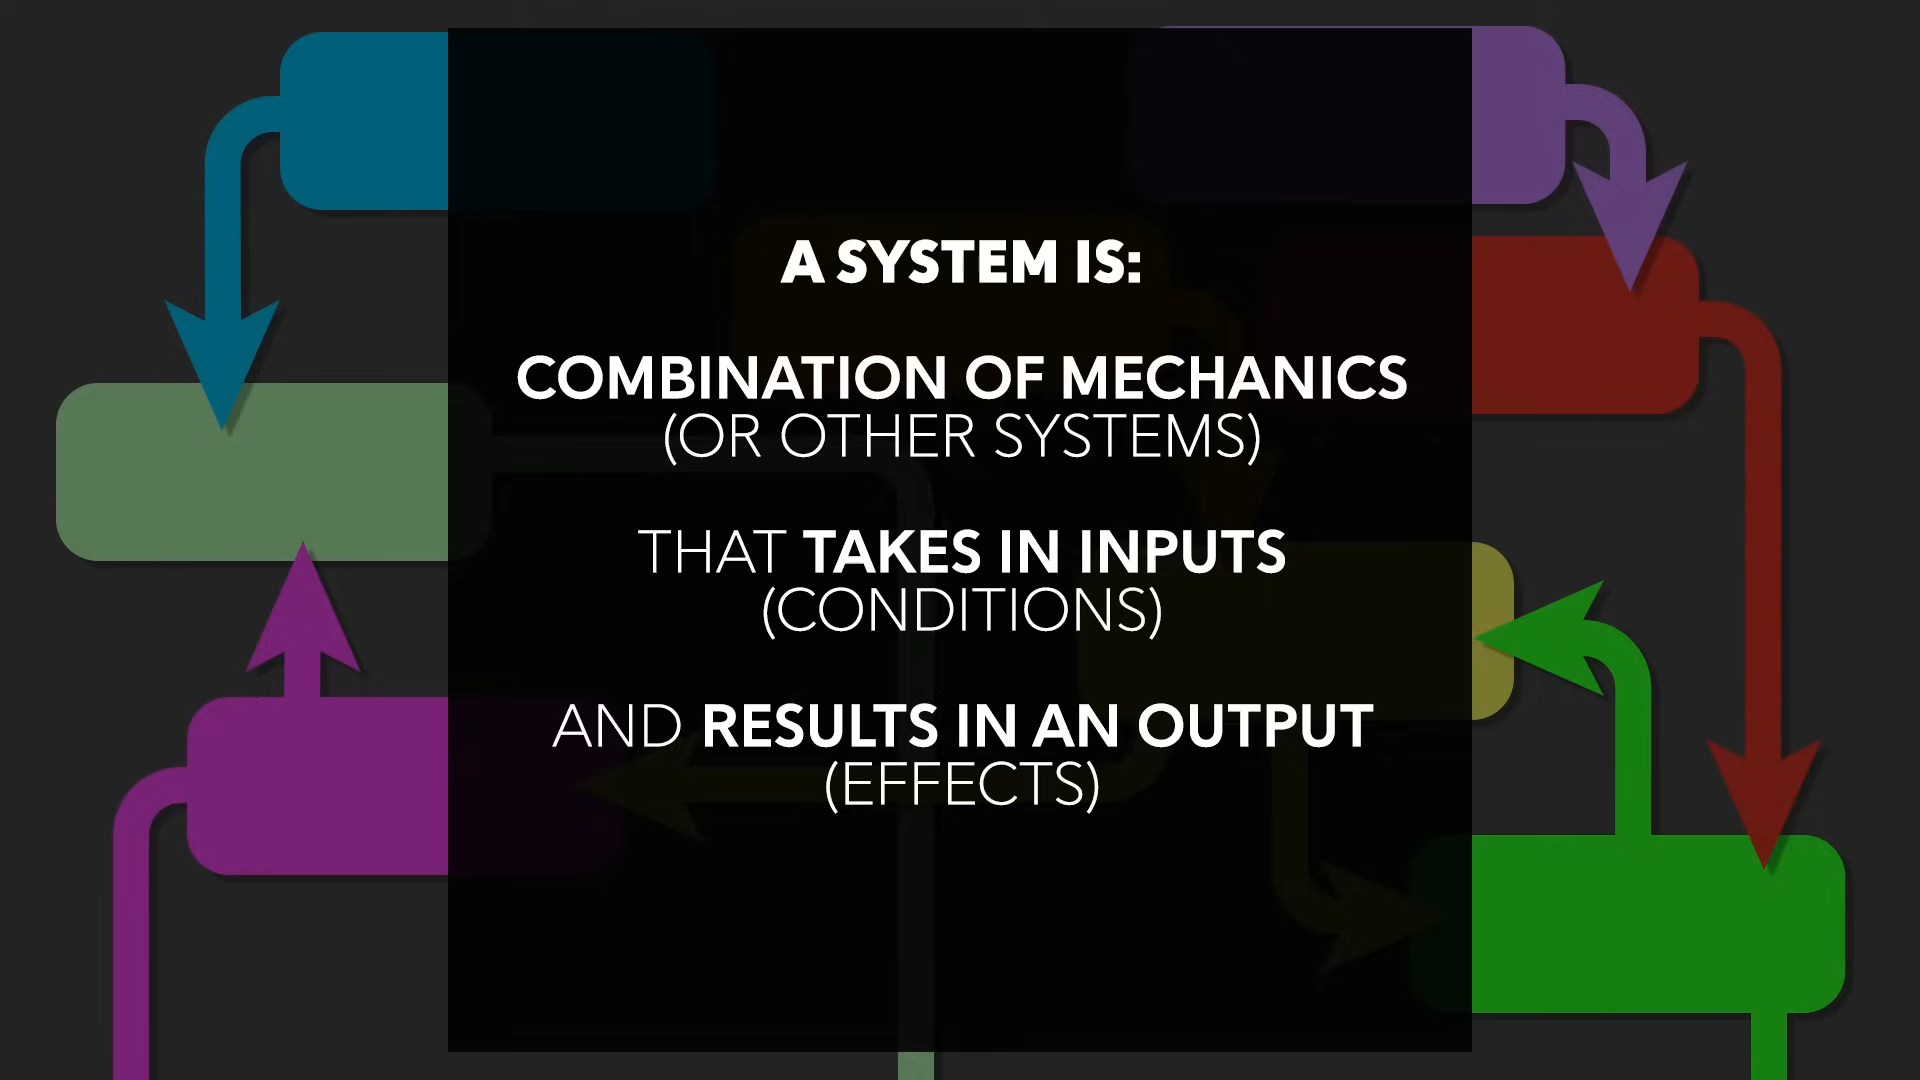 A SYSTEM IS:
COMBINATION OF MECHANICS
(OR OTHER SYSTEMS)
THAT TAKES IN INPUTS
(CONDITIONS)
AND RESULTS IN AN OUTPUT
(EFFECTS)